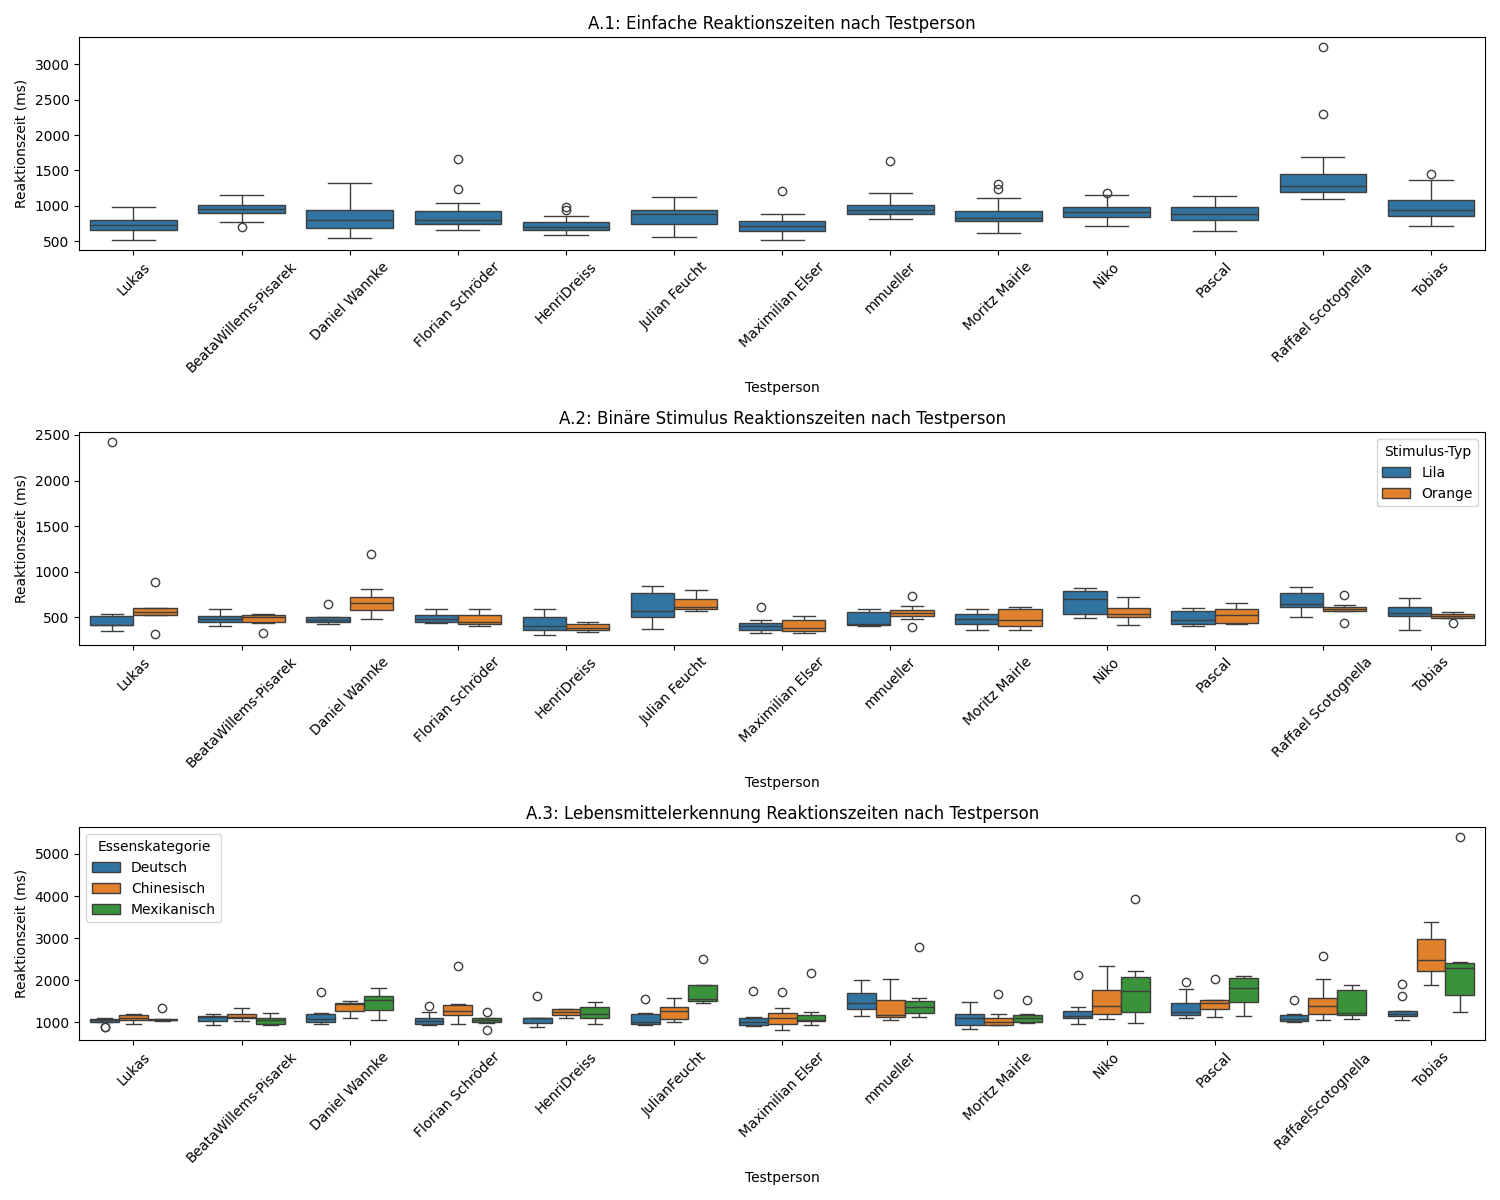 A.1: Einfache Reaktionszeiten nach Testperson
Reaktionszeit (ms)
3000
2500
2000
1500
1000
500
Lukas
BeataWillems-Pisarek
Daniel Wannke
Florian Schröder
HenriDreiss
Julian Feucht
Maximilian Elser
mmueller
Moritz Mairle
Niko
Pascal
Raffael Scotognella
Tobias
Testperson
A.2: Binäre Stimulus Reaktionszeiten nach Testperson
Reaktionszeit (ms)
2500
2000
1500
1000
500
Stimulus-Typ
Lila
Orange
Lukas
BeataWillems-Pisarek
Daniel Wannke
Florian Schröder
HenriDreiss
Julian Feucht
Maximilian Elser
mmueller
Moritz Mairle
Niko
Pascal
Raffael Scotognella
Tobias
Testperson
A.3: Lebensmittelerkennung Reaktionszeiten nach Testperson
Reaktionszeit (ms)
5000
4000
3000
2000
1000
Essenskategorie
Deutsch
Chinesisch
Mexikanisch
Lukas
BeataWillems-Pisarek
Daniel Wannke
Florian Schröder
HenriDreiss
JulianFeucht
Maximilian Elser
mmueller
Moritz Mairle
Niko
Pascal
RaffaelScotognella
Tobias
Testperson